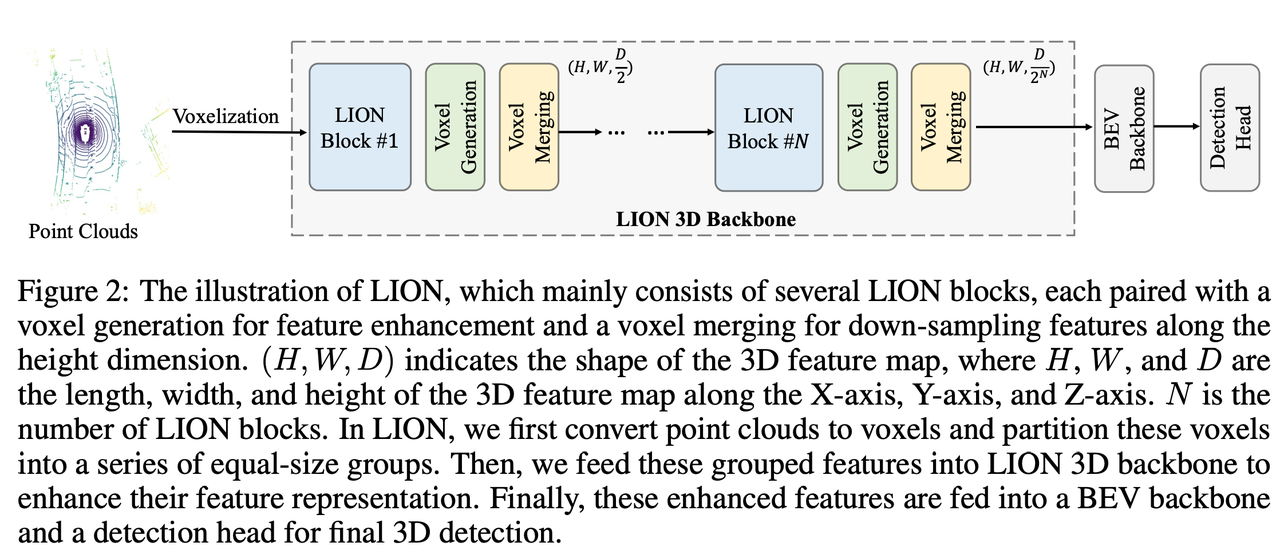 Point Clouds
Voxelization
LION
Block #1
Voxel
Generation
Voxel
Merging
(H, W, D/2)
... ...
LION
Block #N
Voxel
Generation
Voxel
Merging
(H, W, D/2^N)
LION 3D Backbone
BEV
Backbone
Detection
Head
Figure 2: The illustration of LION, which mainly consists of several LION blocks, each paired with a
voxel generation for feature enhancement and a voxel merging for down-sampling features along the
height dimension. (H, W, D) indicates the shape of the 3D feature map, where H, W, and D are
the length, width, and height of the 3D feature map along the X-axis, Y-axis, and Z-axis. N is the
number of LION blocks. In LION, we first convert point clouds to voxels and partition these voxels
into a series of equal-size groups. Then, we feed these grouped features into LION 3D backbone to
enhance their feature representation. Finally, these enhanced features are fed into a BEV backbone
and a detection head for final 3D detection.